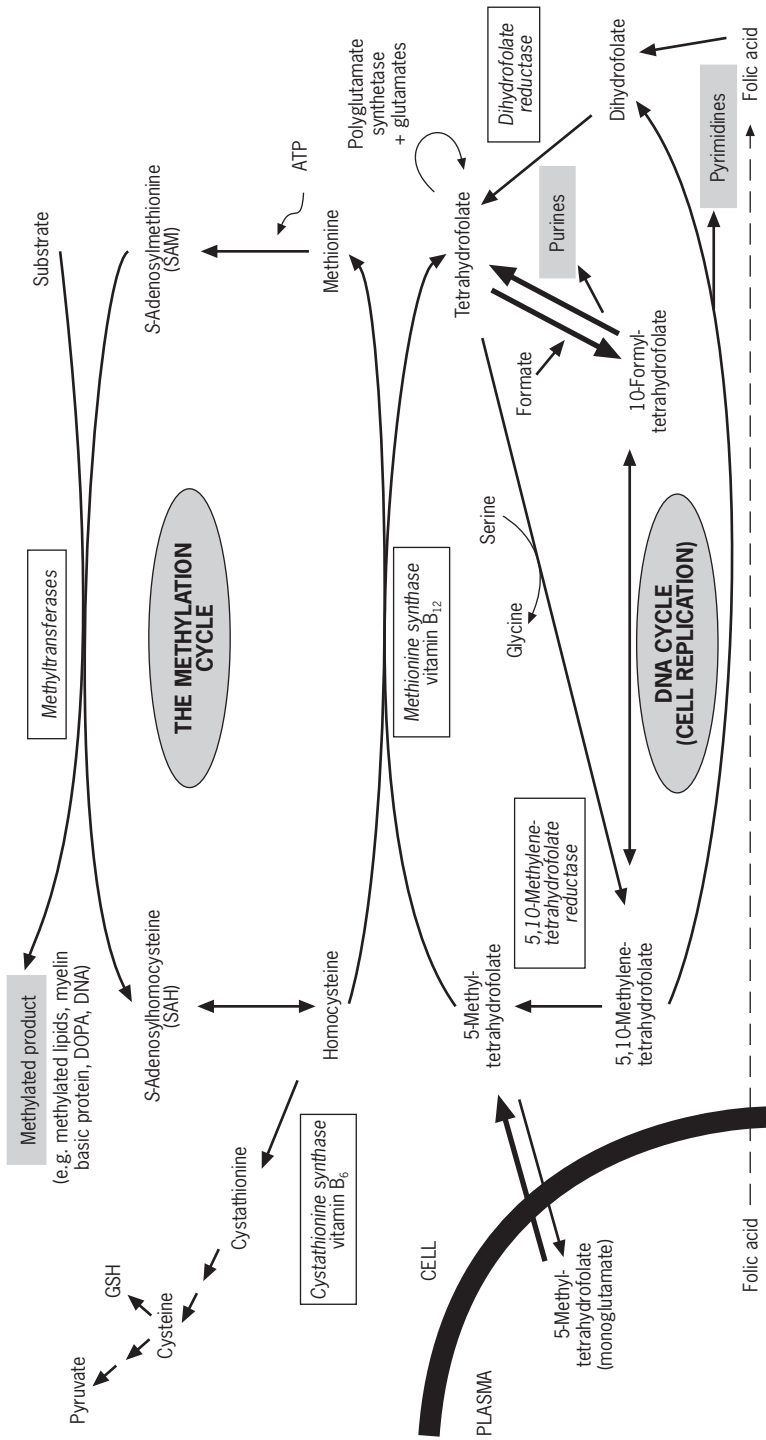 Methylated product
(e.g. methylated lipids, myelin
basic protein, DOPA, DNA)
Methyltransferases
Substrate
S-Adenosylhomocysteine
(SAH)
THE METHYLATION
CYCLE
S-Adenosylmethionine
(SAM)
ATP
Pyruvate
GSH
Cysteine
Cystathionine
Homocysteine
Methionine
Cystathionine synthase
vitamin B6
Methionine synthase
vitamin B12
Polyglutamate
synthetase
+ glutamates
PLASMA
CELL
5-Methyl-
tetrahydrofolate
Tetrahydrofolate
Serine
Glycine
Formate
Purines
Dihydrofolate
reductase
5,10-Methylene-
tetrahydrofolate
reductase
5-Methyl-
tetrahydrofolate
(monoglutamate)
5,10-Methylene-
tetrahydrofolate
10-Formyl-
tetrahydrofolate
Dihydrofolate
DNA CYCLE
(CELL REPLICATION)
Pyrimidines
Folic acid
Folic acid